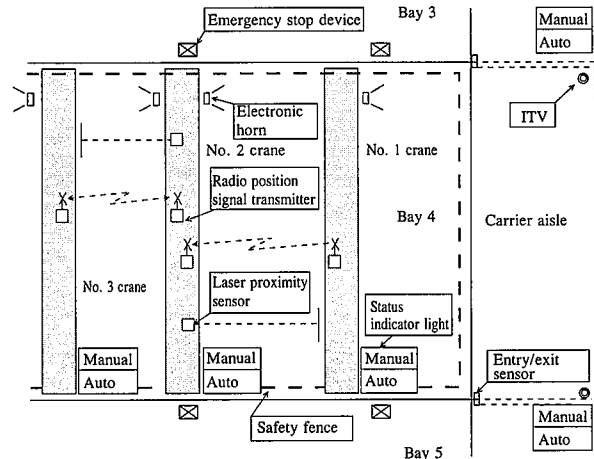 Emergency stop device
Bay 3
Manual
Auto
ITV
Electronic
horn
No. 2 crane
No. 1 crane
Radio position
signal transmitter
Bay 4
Carrier aisle
No. 3 crane
Laser proximity
sensor
Status
indicator light
Manual
Auto
Manual
Auto
Manual
Auto
Entry/exit
sensor
Safety fence
Manual
Auto
Bay 5